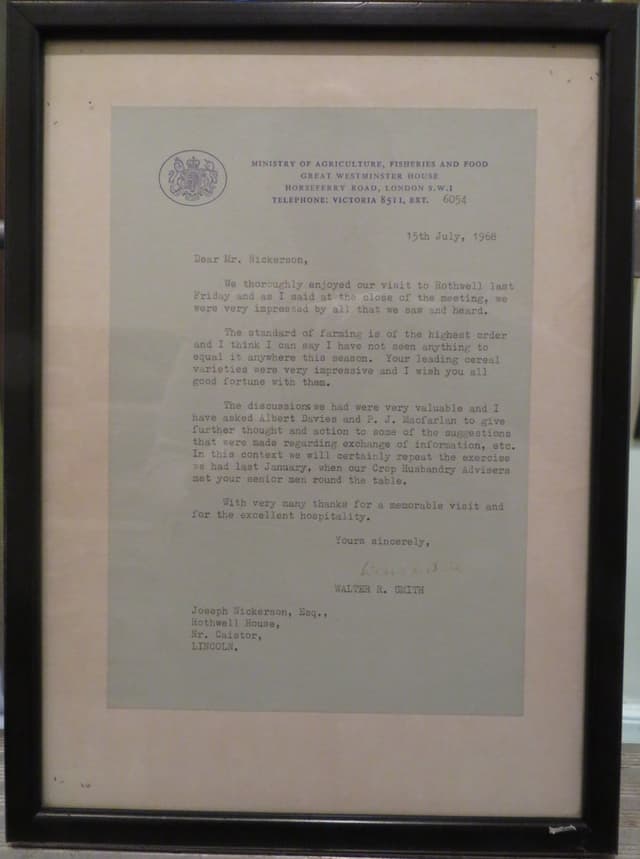 MINISTRY OF AGRICULTURE, FISHERIES AND FOOD
GREAT WESTMINSTER HOUSE
HORSEFERRY ROAD, LONDON S.W.1
TELEPHONE: VICTORIA 8511, EXT. 6054
15th July, 1968
Dear Mr. Nickerson,
We thoroughly enjoyed our visit to Rothwell last
Friday and as I said at the close of the meeting, we
were very impressed by all that we saw and heard.
The standard of farming is of the highest order
and I think I can say I have not seen anything to
equal it anywhere this season. Your leading cereal
varieties were very impressive and I wish you all
good fortune with them.
The discussions we had were very valuable and I
have asked Albert Davies and P. J. Macfarlan to give
further thought and action to some of the suggestions
that were made regarding exchange of information, etc.
In this context we will certainly repeat the exercise
we had last January, when our Crop Husbandry Advisers
met your senior men round the table.
With very many thanks for a memorable visit and
for the excellent hospitality.
Yours sincerely,
WALTER R. SMITH
Joseph Nickerson, Esq.,
Rothwell House,
Nr. Caistor,
LINCOLN.